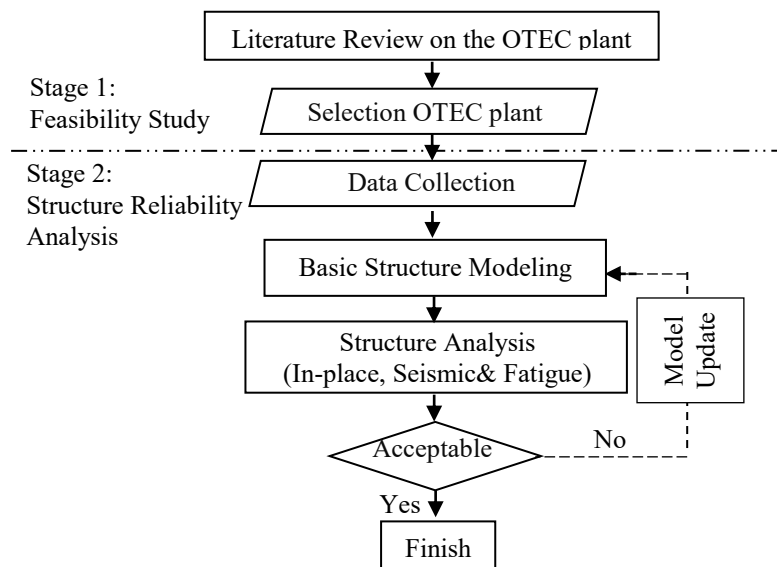 Literature Review on the OTEC plant
Stage 1:
Feasibility Study
Selection OTEC plant
Stage 2:
Structure Reliability
Analysis
Data Collection
Basic Structure Modeling
Structure Analysis
(In-place, Seismic& Fatigue)
Model
Update
Acceptable
No
Yes
Finish